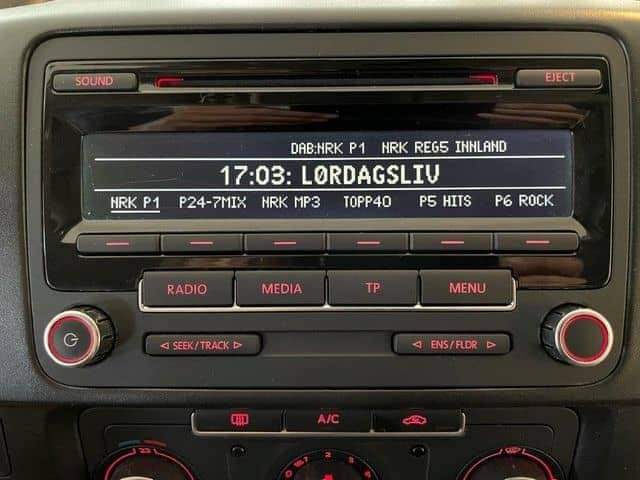 SOUND
EJECT
DAB:NRK P1 NRK REG5 INNLAND
17:03: LØRDAGSLIV
NRK P1 P24-7MIX NRK MP3 TOPP40 P5 HITS P6 ROCK
RADIO MEDIA TP MENU
SEEK/TRACK
ENS/FLDR
A/C
2